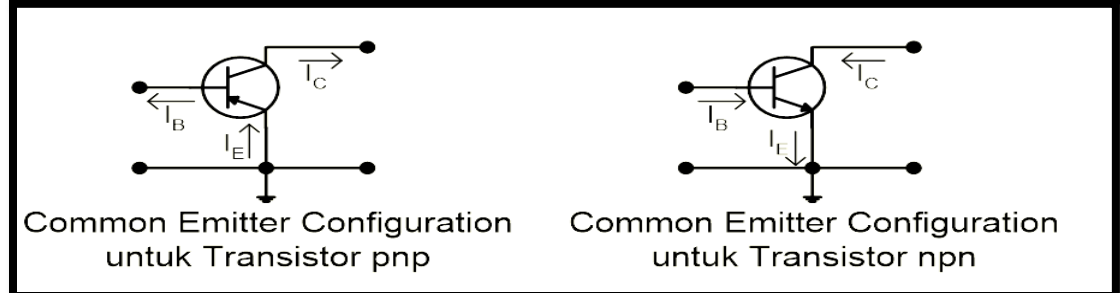 I_C
I_B
I_E
Common Emitter Configuration
untuk Transistor pnp
I_C
I_B
I_E
Common Emitter Configuration
untuk Transistor npn